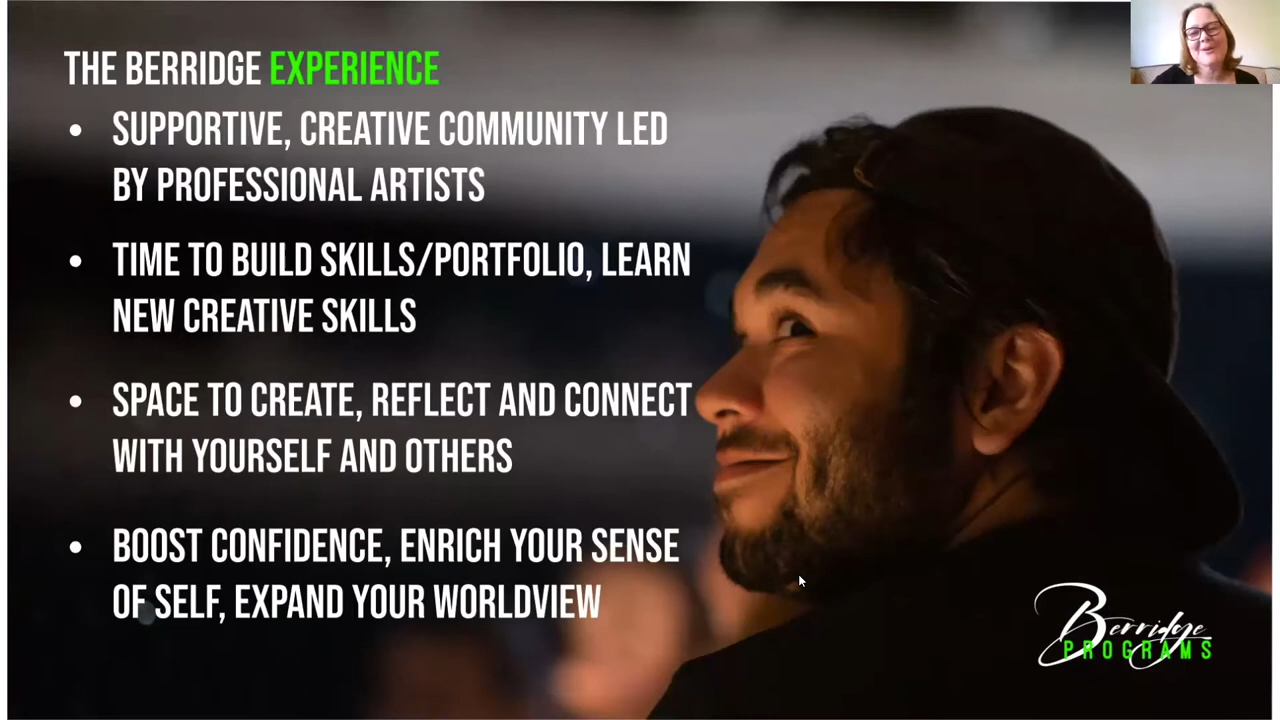 THE BERRIDGE EXPERIENCE
• SUPPORTIVE, CREATIVE COMMUNITY LED
BY PROFESSIONAL ARTISTS
• TIME TO BUILD SKILLS/PORTFOLIO, LEARN
NEW CREATIVE SKILLS
• SPACE TO CREATE, REFLECT AND CONNECT
WITH YOURSELF AND OTHERS
• BOOST CONFIDENCE, ENRICH YOUR SENSE
OF SELF, EXPAND YOUR WORLDVIEW
Berridge
PROGRAMS